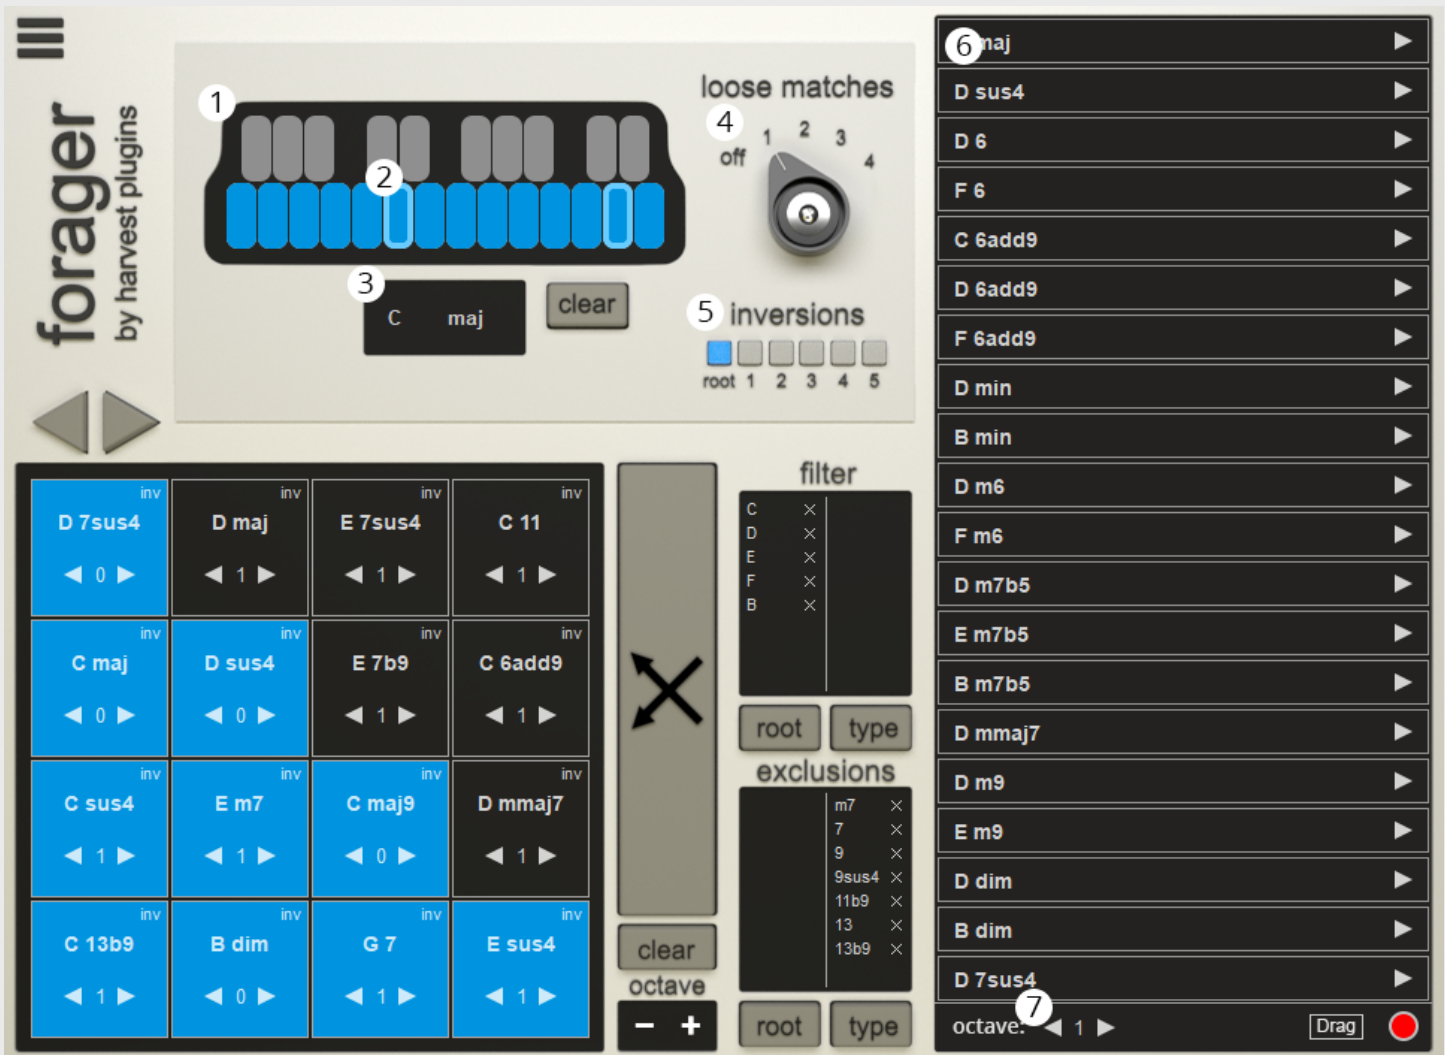 forager
by harvest plugins
1
2
3
C maj
clear
loose matches
4
off 1 2 3 4
5
inversions
root 1 2 3 4 5
inv inv inv inv
D 7sus4 D maj E 7sus4 C 11
0 1 1 1
inv inv inv inv
C maj D sus4 E 7b9 C 6add9
0 0 1 1
inv inv inv inv
C sus4 E m7 C maj9 D mmaj7
1 1 0 1
inv inv inv inv
C 13b9 B dim G 7 E sus4
1 0 1 1
clear
octave
- +
filter
C ×
D ×
E ×
F ×
B ×
root type
exclusions
m7 ×
7 ×
9 ×
9sus4 ×
11b9 ×
13 ×
13b9 ×
root type
6
maj
D sus4
D 6
F 6
C 6add9
D 6add9
F 6add9
D min
B min
D m6
F m6
D m7b5
E m7b5
B m7b5
D mmaj7
D m9
E m9
D dim
B dim
D 7sus4
7
octave: 1 Drag